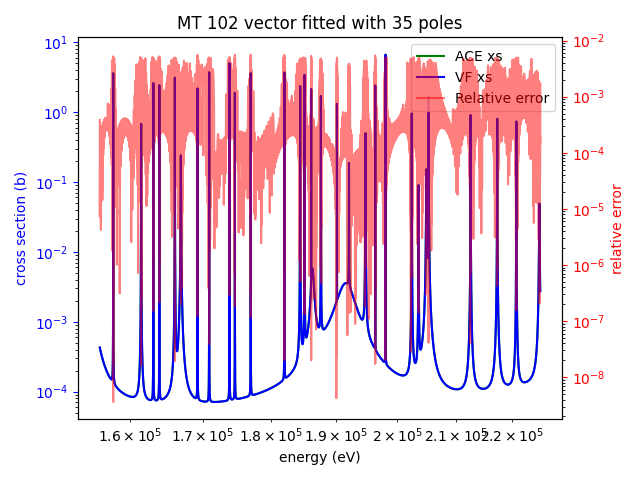 MT 102 vector fitted with 35 poles
ACE xs
VF xs
Relative error
cross section (b)
10¹
10⁰
10⁻¹
10⁻²
10⁻³
10⁻⁴
relative error
10⁻²
10⁻³
10⁻⁴
10⁻⁵
10⁻⁶
10⁻⁷
10⁻⁸
1.6 × 10⁵ 1.7 × 10⁵ 1.8 × 10⁵ 1.9 × 10⁵ 2 × 10⁵ 2.1 × 10⁵ 2.2 × 10⁵
energy (eV)